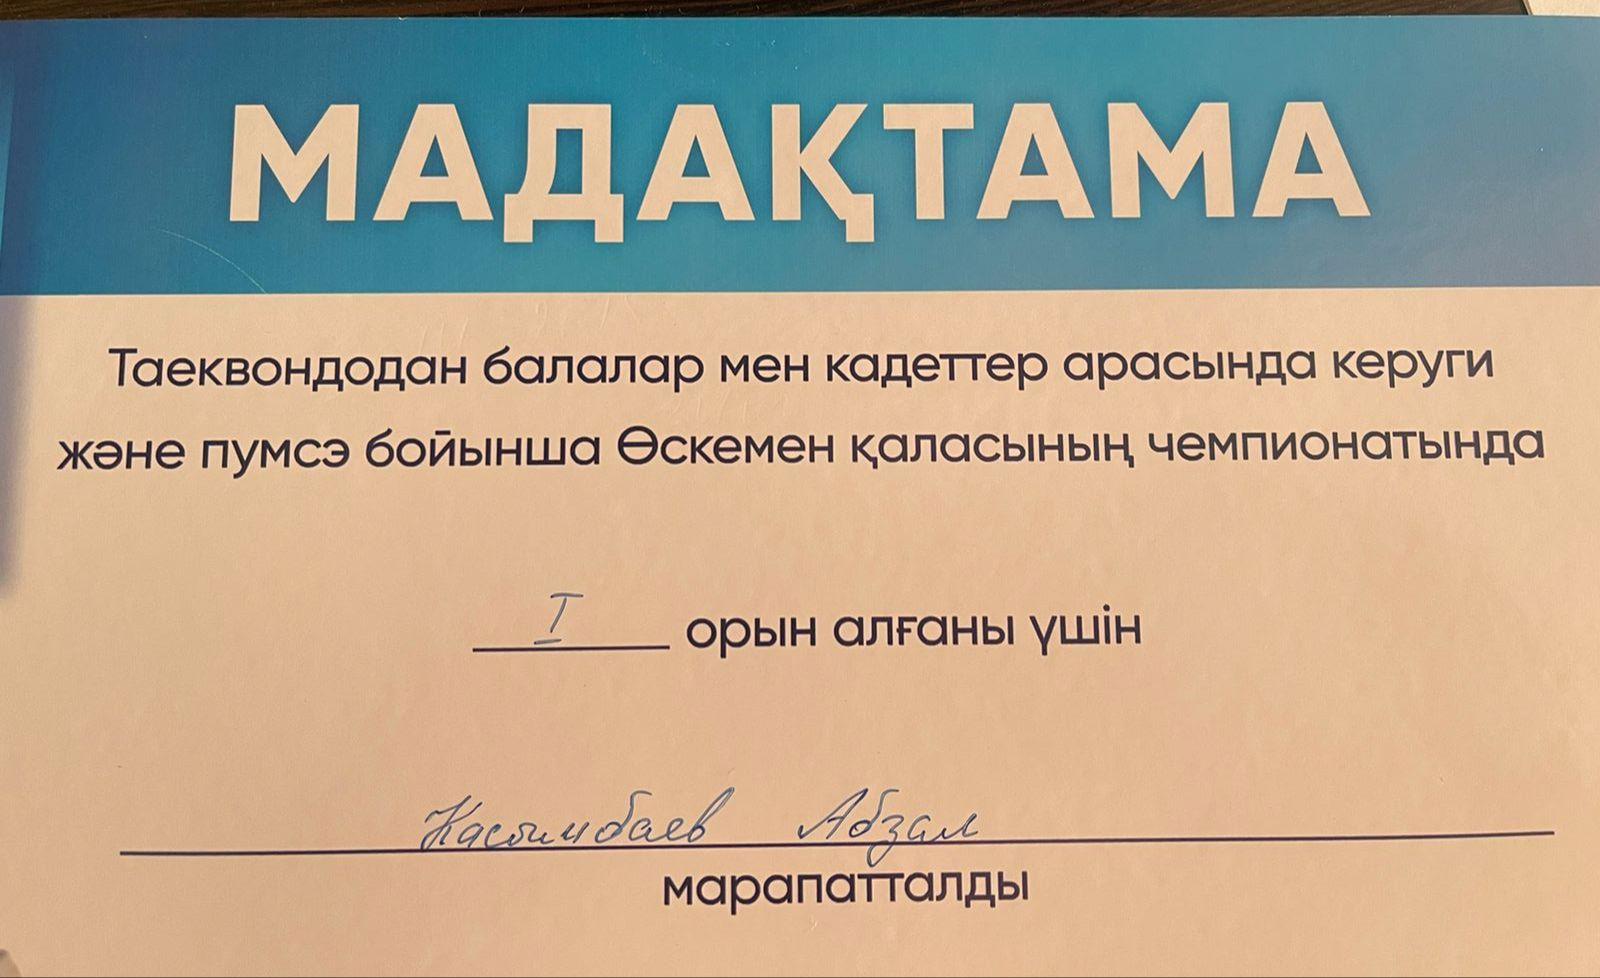 МАДАҚТАМА
Таеквондодан балалар мен кадеттер арасында керуги
және пумсэ бойынша Өскемен қаласының чемпионатында
I орын алғаны үшін
Касымбаев Абзал
марапатталды